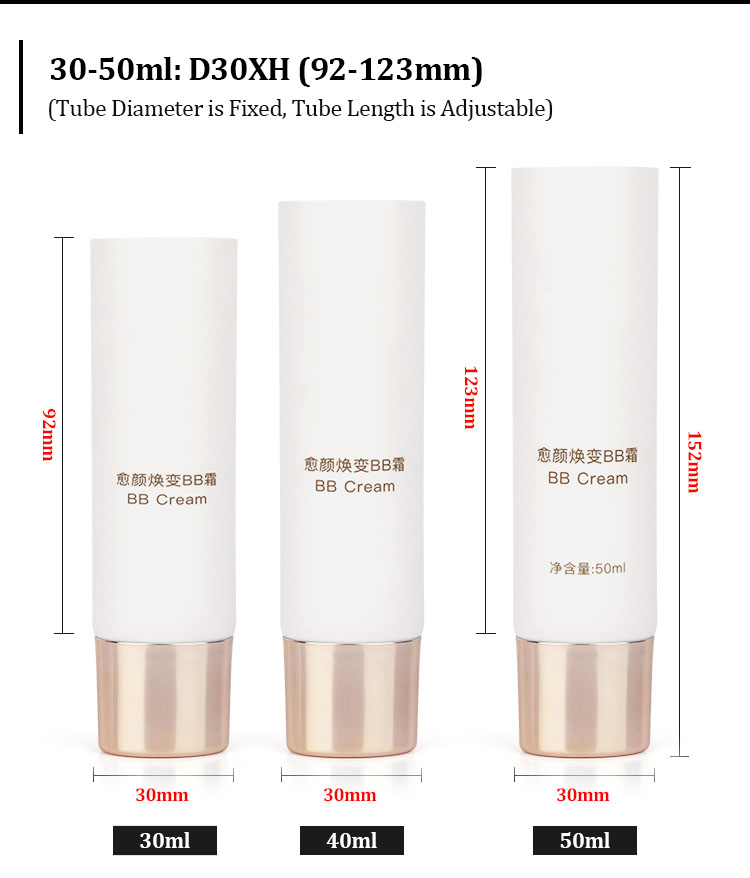 30-50ml: D30XH (92-123mm)
(Tube Diameter is Fixed, Tube Length is Adjustable)
92mm
愈颜焕变BB霜
BB Cream
愈颜焕变BB霜
BB Cream
123mm
愈颜焕变BB霜
BB Cream
净含量:50ml
152mm
30mm
30mm
30mm
30ml
40ml
50ml